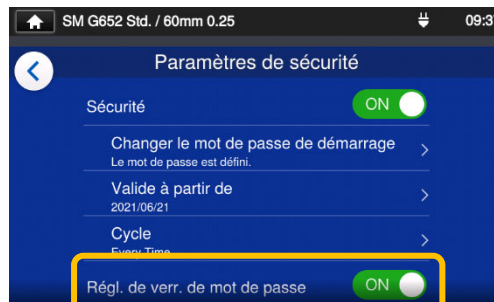 SM G652 Std. / 60mm 0.25
09:3
Paramètres de sécurité
Sécurité
ON
Changer le mot de passe de démarrage
Le mot de passe est défini.
Valide à partir de
2021/06/21
Cycle
Every Time
Régl. de verr. de mot de passe
ON